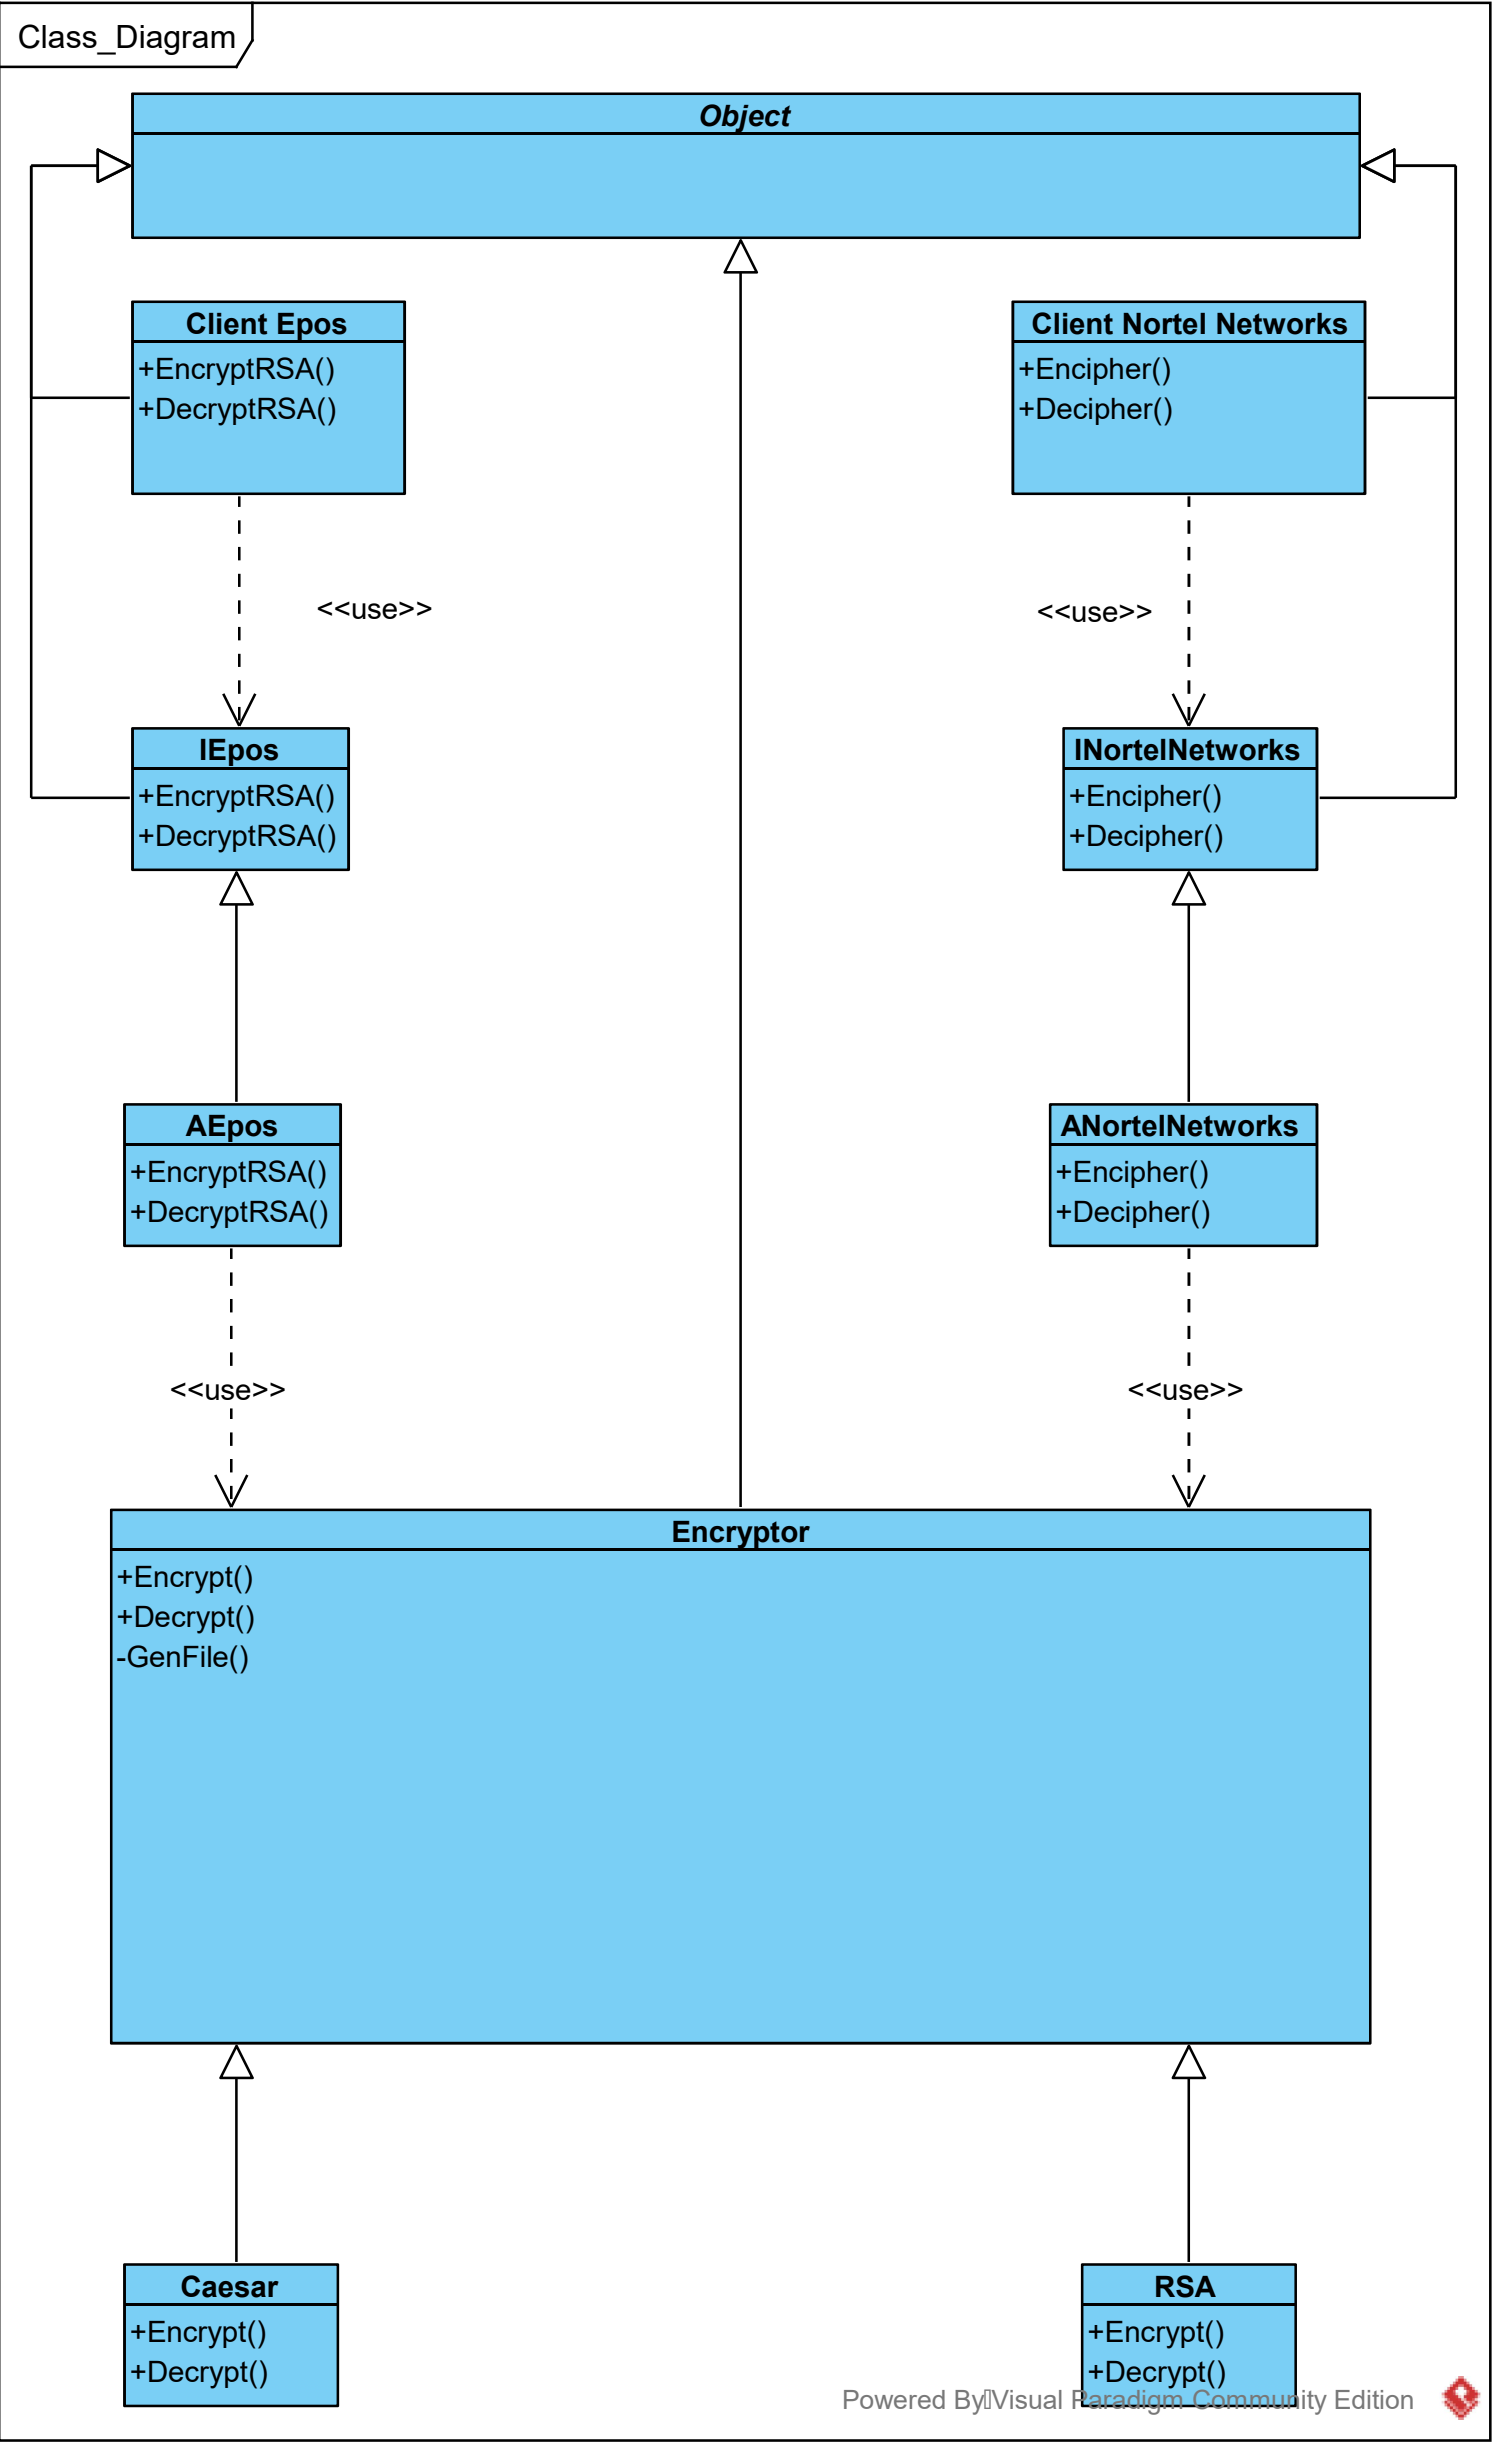 Class_Diagram
Object
Client Epos
+EncryptRSA()
+DecryptRSA()
Client Nortel Networks
+Encipher()
+Decipher()
<<use>>
<<use>>
IEpos
+EncryptRSA()
+DecryptRSA()
INortelNetworks
+Encipher()
+Decipher()
AEpos
+EncryptRSA()
+DecryptRSA()
ANortelNetworks
+Encipher()
+Decipher()
<<use>>
<<use>>
Encryptor
+Encrypt()
+Decrypt()
-GenFile()
Caesar
+Encrypt()
+Decrypt()
RSA
+Encrypt()
+Decrypt()
Powered By Visual Paradigm Community Edition